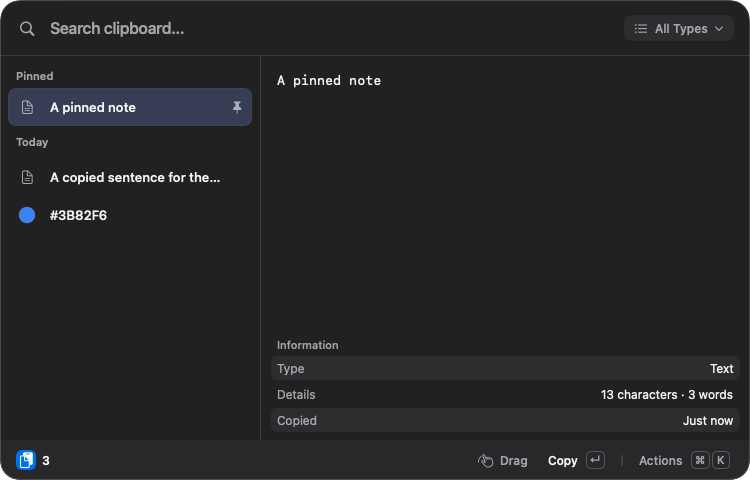 Search clipboard...
All Types
Pinned
A pinned note
Today
A copied sentence for the...
#3B82F6
A pinned note
Information
Type Text
Details 13 characters · 3 words
Copied Just now
3
Drag Copy ↵ | Actions ⌘ K